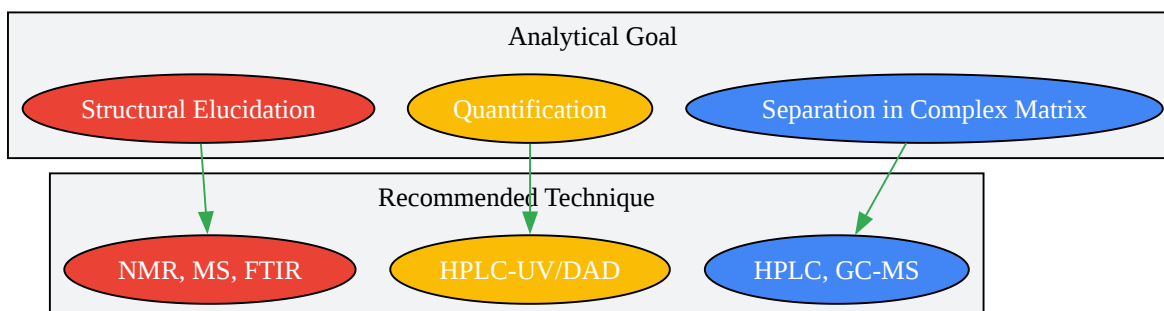 Analytical Goal
Structural Elucidation
Quantification
Separation in Complex Matrix
Recommended Technique
NMR, MS, FTIR
HPLC-UV/DAD
HPLC, GC-MS